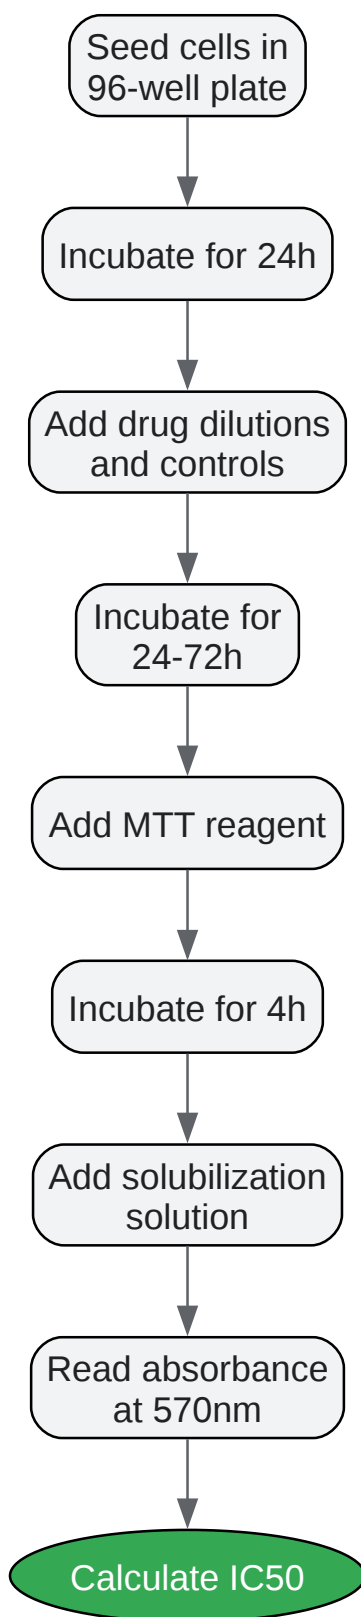 Seed cells in
96-well plate
Incubate for 24h
Add drug dilutions
and controls
Incubate for
24-72h
Add MTT reagent
Incubate for 4h
Add solubilization
solution
Read absorbance
at 570nm
Calculate IC50